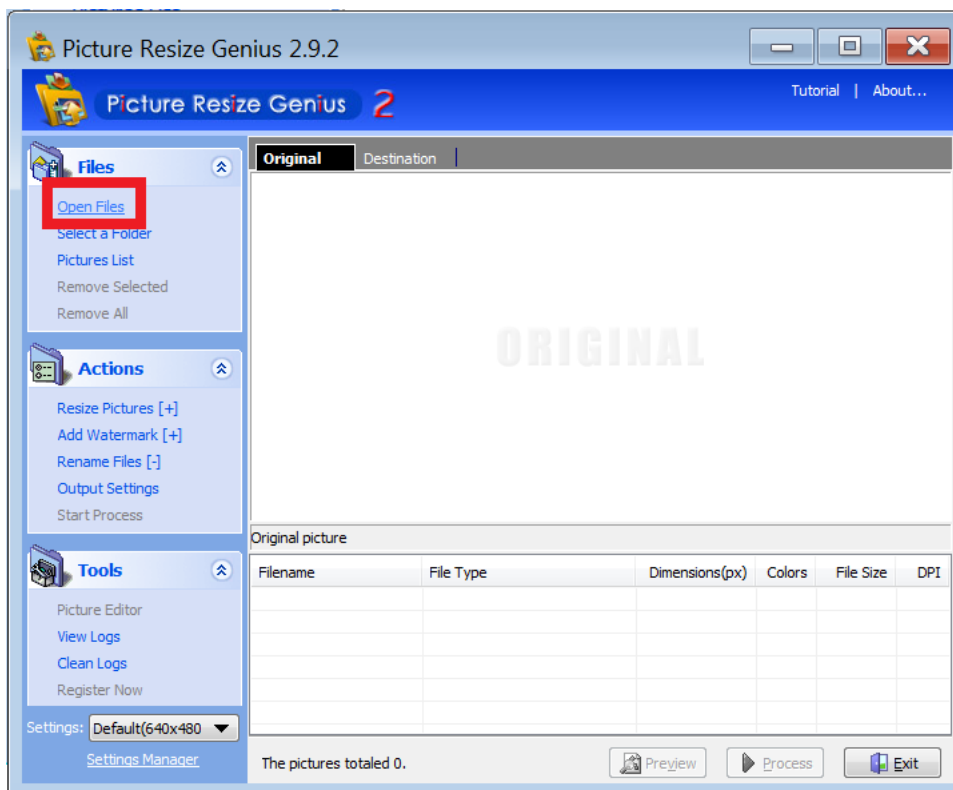 Picture Resize Genius 2.9.2
Picture Resize Genius 2
Tutorial | About...
Files
Open Files
Select a Folder
Pictures List
Remove Selected
Remove All
Actions
Resize Pictures [+]
Add Watermark [+]
Rename Files [-]
Output Settings
Start Process
Tools
Picture Editor
View Logs
Clean Logs
Register Now
Settings: Default(640x480
Settings Manager
Original Destination
ORIGINAL
Original picture
Filename File Type Dimensions(px) Colors File Size DPI
The pictures totaled 0.
Preview Process Exit